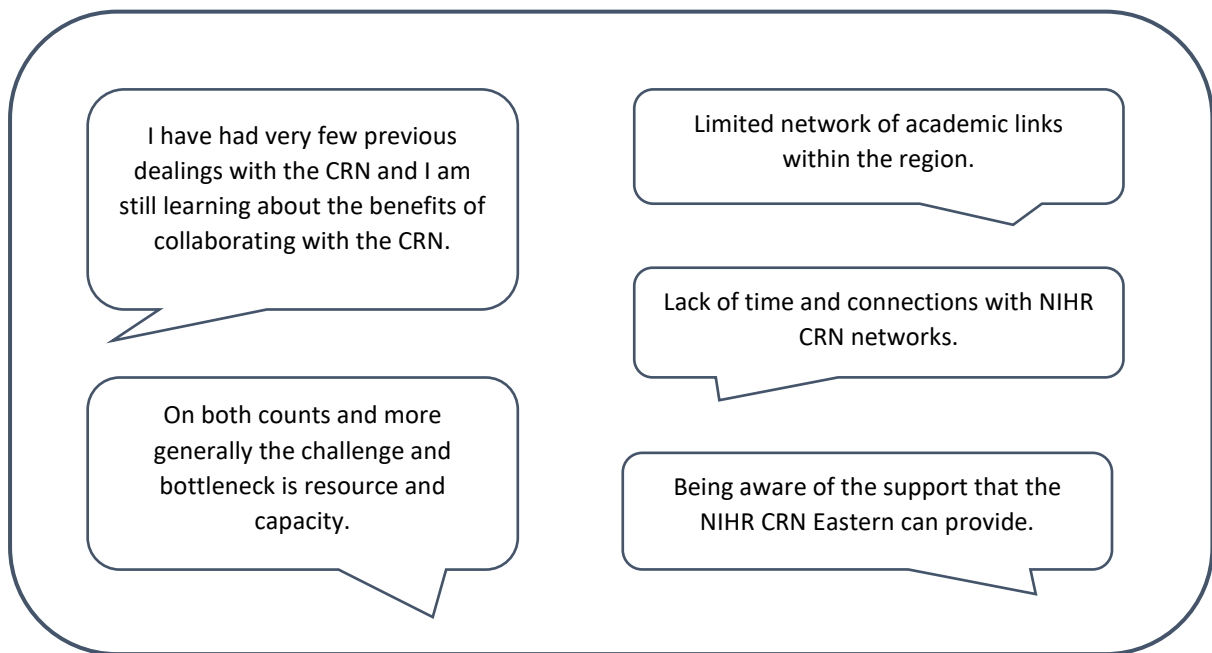 I have had very few previous
dealings with the CRN and I am
still learning about the benefits of
collaborating with the CRN.
On both counts and more
generally the challenge and
bottleneck is resource and
capacity.
Limited network of academic links
within the region.
Lack of time and connections with NIHR
CRN networks.
Being aware of the support that the
NIHR CRN Eastern can provide.